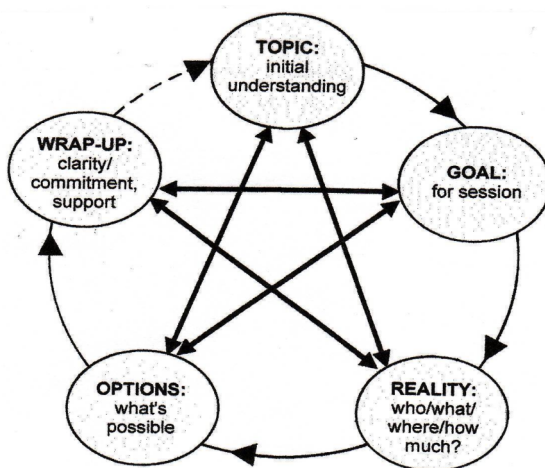 TOPIC:
initial
understanding
GOAL:
for session
REALITY:
who/what/
where/how
much?
OPTIONS:
what's
possible
WRAP-UP:
clarity/
commitment,
support